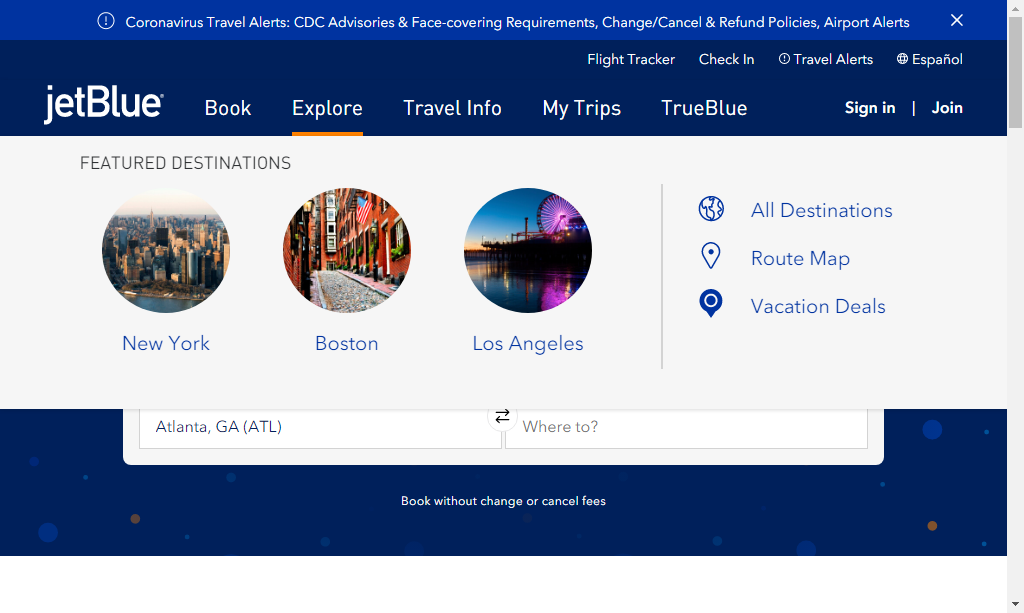 Coronavirus Travel Alerts: CDC Advisories & Face-covering Requirements, Change/Cancel & Refund Policies, Airport Alerts
Flight Tracker Check In Travel Alerts Español
jetBlue Book Explore Travel Info My Trips TrueBlue Sign in | Join
FEATURED DESTINATIONS
All Destinations
Route Map
Vacation Deals
New York Boston Los Angeles
Atlanta, GA (ATL) Where to?
Book without change or cancel fees